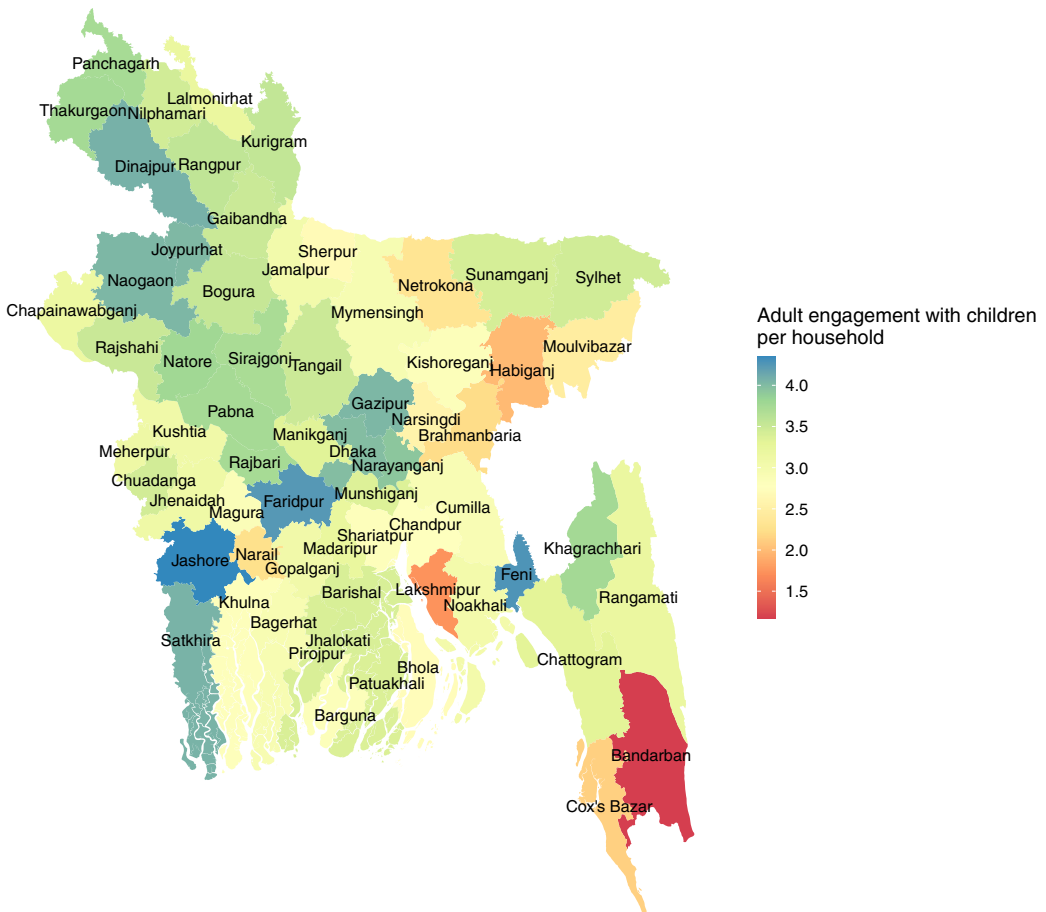 Panchagarh
Lalmonirhat
Thakurgaon
Nilphamari
Kurigram
Dinajpur
Rangpur
Gaibandha
Joypurhat
Sherpur
Jamalpur
Naogaon
Bogura
Netrokona
Sunamganj
Sylhet
Chapainawabganj
Mymensingh
Rajshahi
Natore
Sirajgonj
Tangail
Kishoreganj
Habiganj
Moulvibazar
Pabna
Gazipur
Narsingdi
Kushtia
Manikganj
Brahmanbaria
Meherpur
Dhaka
Rajbari
Narayanganj
Chuadanga
Jhenaidah
Faridpur
Munshiganj
Magura
Cumilla
Chandpur
Shariatpur
Madaripur
Khagrachhari
Jashore
Narail
Gopalganj
Feni
Lakshmipur
Barishal
Noakhali
Rangamati
Khulna
Bagerhat
Satkhira
Jhalokati
Pirojpur
Bhola
Patuakhali
Chattogram
Barguna
Bandarban
Cox's Bazar
Adult engagement with children
per household
4.0
3.5
3.0
2.5
2.0
1.5